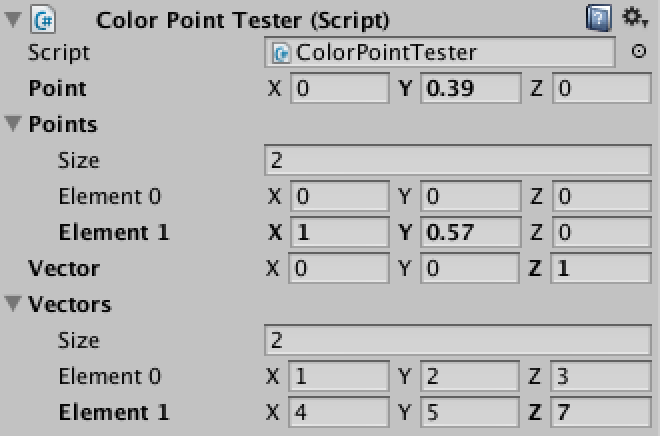 Color Point Tester (Script)
Script ColorPointTester
Point X 0 Y 0.39 Z 0
Points
Size 2
Element 0 X 0 Y 0 Z 0
Element 1 X 1 Y 0.57 Z 0
Vector X 0 Y 0 Z 1
Vectors
Size 2
Element 0 X 1 Y 2 Z 3
Element 1 X 4 Y 5 Z 7